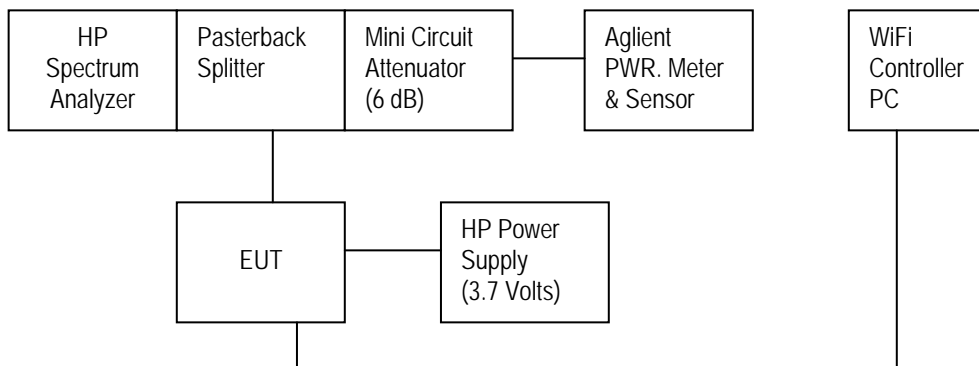 HP
Spectrum
Analyzer
Pasterback
Splitter
Mini Circuit
Attenuator
(6 dB)
Aglient
PWR. Meter
& Sensor
WiFi
Controller
PC
EUT
HP Power
Supply
(3.7 Volts)